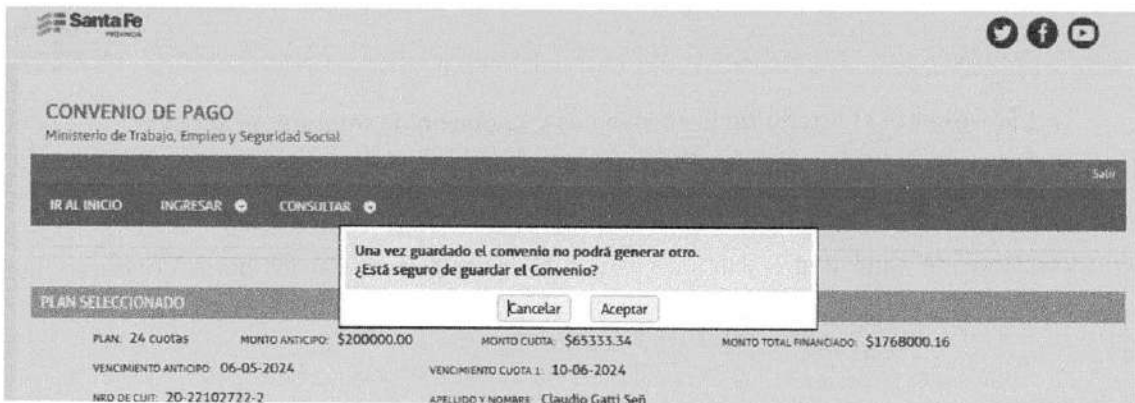 Santa Fe
PROVINCIA
CONVENIO DE PAGO
Ministerio de Trabajo, Empleo y Seguridad Social
Salir
IR AL INICIO INGRESAR CONSULTAR
Una vez guardado el convenio no podrá generar otro.
¿Está seguro de guardar el Convenio?
Cancelar Aceptar
PLAN SELECCIONADO
PLAN: 24 cuotas MONTO ANTICIPO: $200000.00 MONTO CUOTA: $65333.34 MONTO TOTAL FINANCIADO: $1768000.16
VENCIMIENTO ANTICIPO: 06-05-2024 VENCIMIENTO CUOTA 1: 10-06-2024
NRO DE CUIT: 20-22102722-2 APELLIDO Y NOMBRE: Claudio Gatti Señ